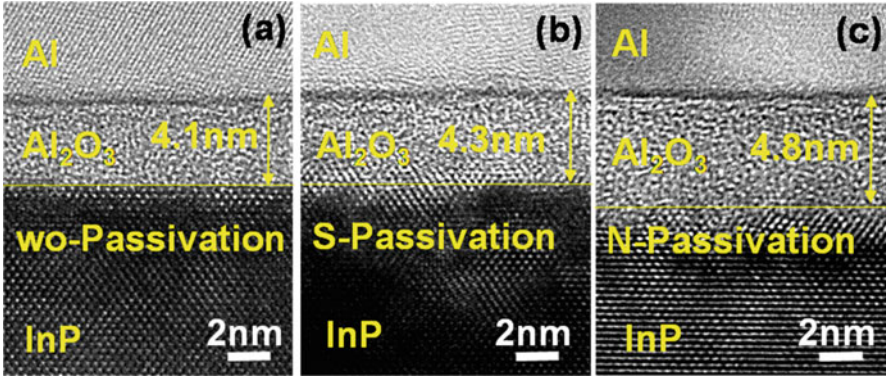 (a)
Al
Al₂O₃
4.1nm
wo-Passivation
InP
2nm
(b)
Al
Al₂O₃
4.3nm
S-Passivation
InP
2nm
(c)
Al
Al₂O₃
4.8nm
N-Passivation
InP
2nm